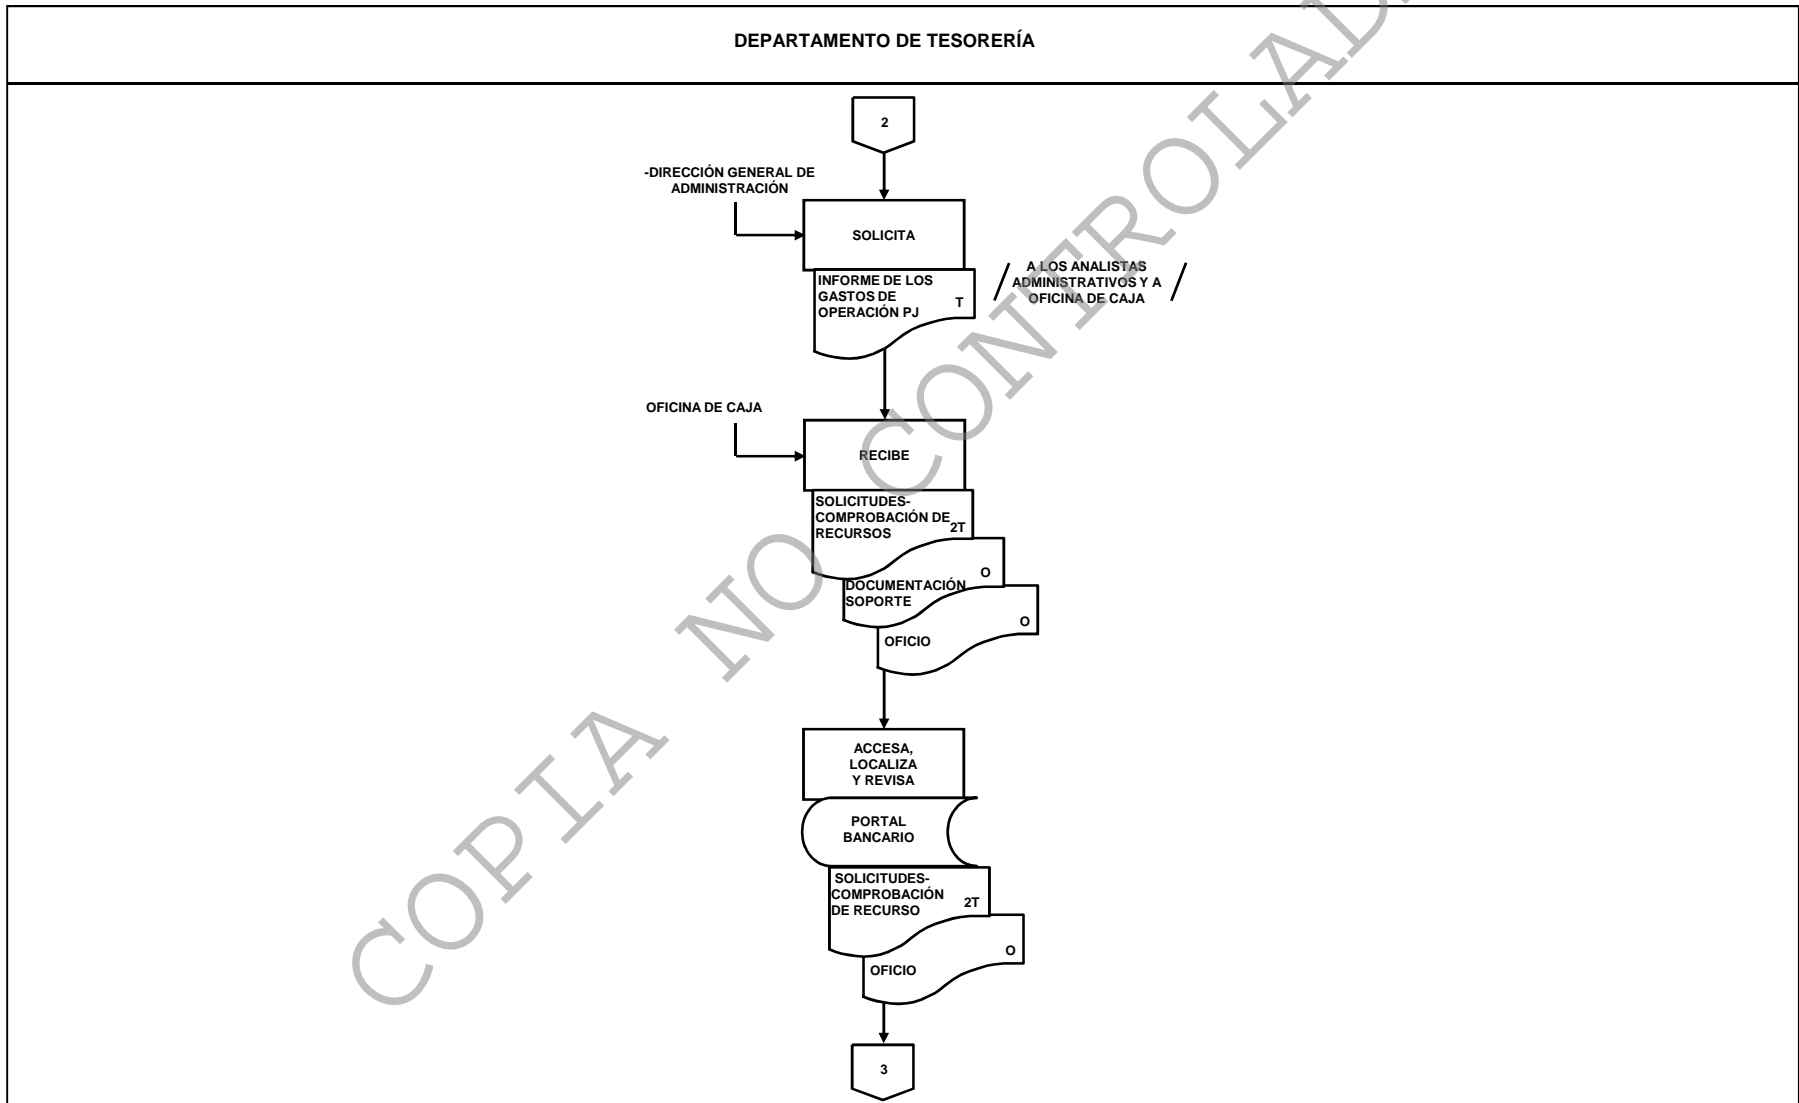 DEPARTAMENTO DE TESORERÍA
2
-DIRECCIÓN GENERAL DE
ADMINISTRACIÓN
SOLICITA
INFORME DE LOS
GASTOS DE
OPERACIÓN PJ
T
A LOS ANALISTAS
ADMINISTRATIVOS Y A
OFICINA DE CAJA
OFICINA DE CAJA
RECIBE
SOLICITUDES-
COMPROBACIÓN DE
RECURSOS
2T
DOCUMENTACIÓN
SOPORTE
O
OFICIO
O
ACCESA,
LOCALIZA
Y REVISA
PORTAL
BANCARIO
SOLICITUDES-
COMPROBACIÓN
DE RECURSO
2T
OFICIO
O
3
COPIA NO CONTROLAD